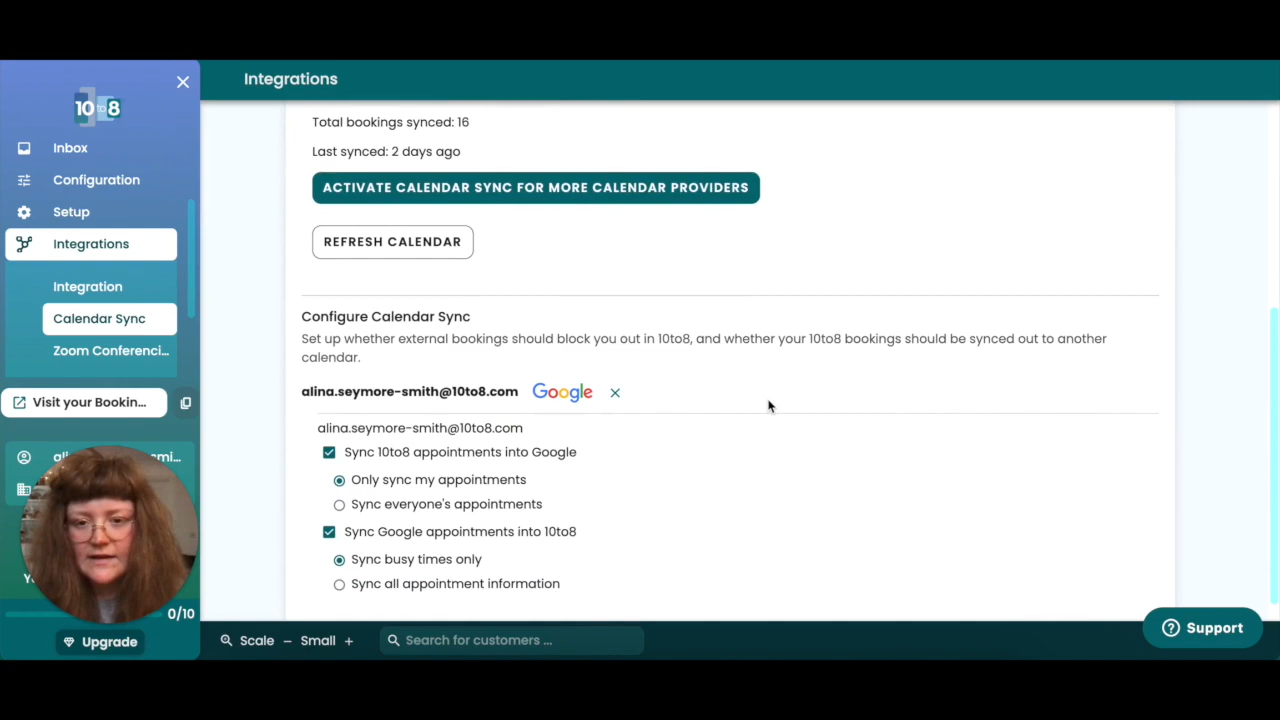 Integrations
10 to 8
Inbox
Configuration
Setup
Integrations
Integration
Calendar Sync
Zoom Conferenci...
Visit your Bookin...
0/10
Upgrade
Total bookings synced: 16
Last synced: 2 days ago
ACTIVATE CALENDAR SYNC FOR MORE CALENDAR PROVIDERS
REFRESH CALENDAR
Configure Calendar Sync
Set up whether external bookings should block you out in 10to8, and whether your 10to8 bookings should be synced out to another
calendar.
alina.seymore-smith@10to8.com Google
alina.seymore-smith@10to8.com
Sync 10to8 appointments into Google
Only sync my appointments
Sync everyone's appointments
Sync Google appointments into 10to8
Sync busy times only
Sync all appointment information
Scale – Small +
Search for customers ...
Support